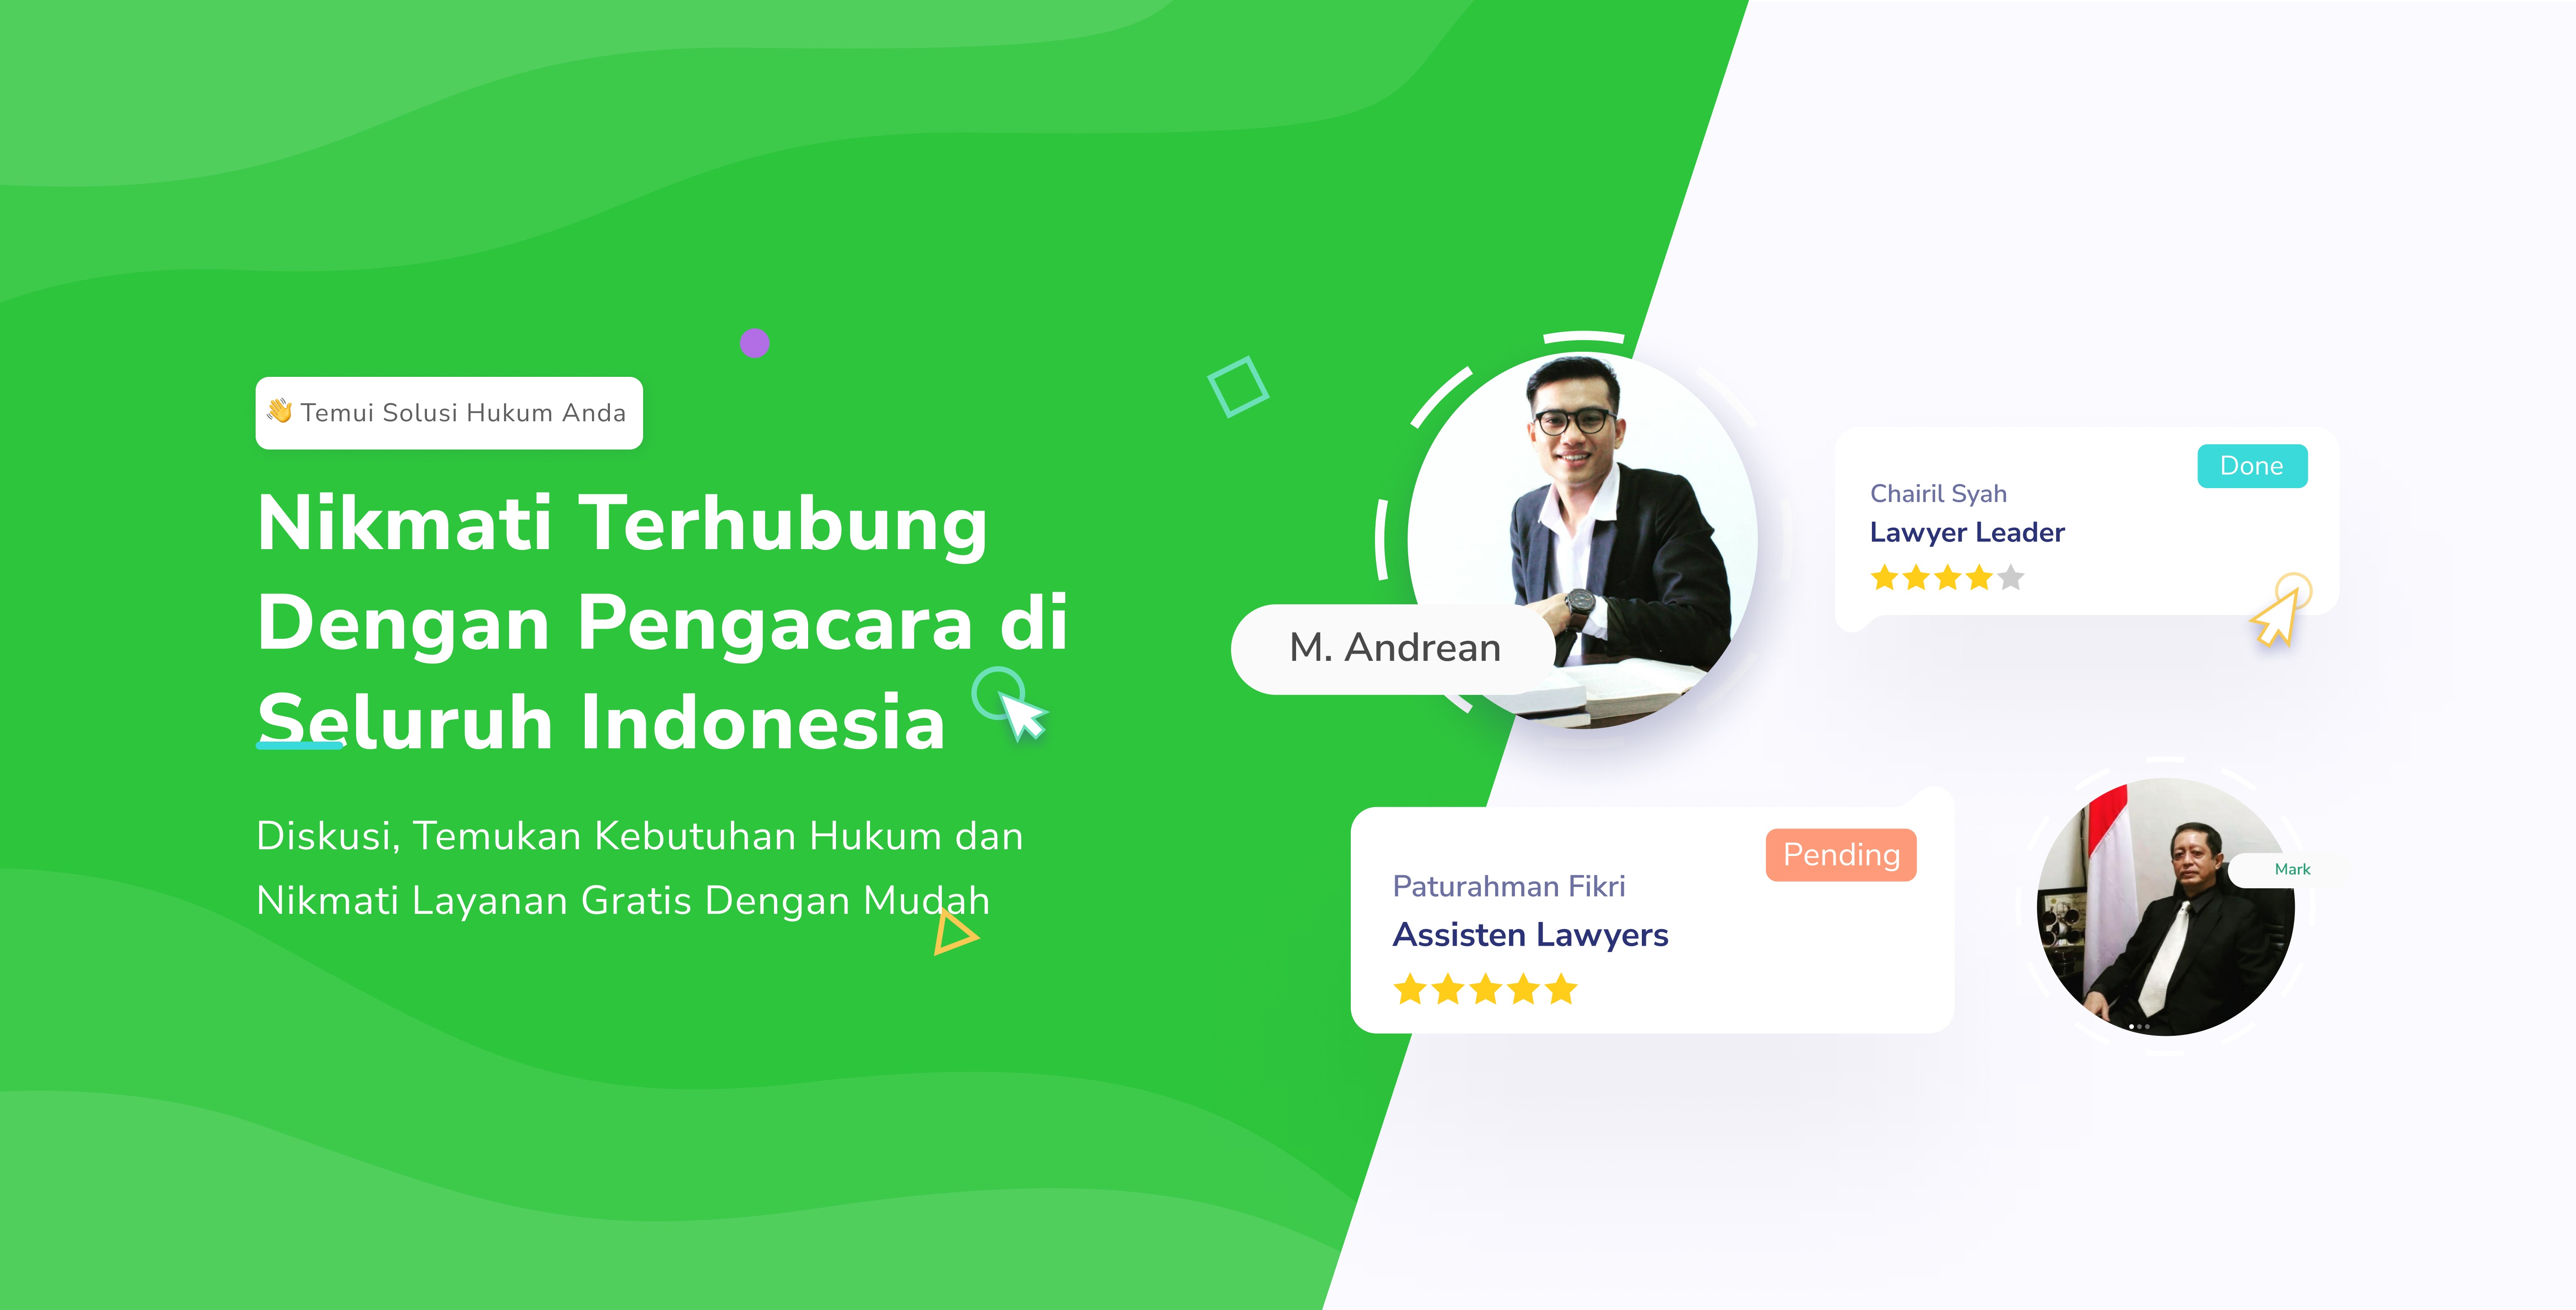 👋 Temui Solusi Hukum Anda
Nikmati Terhubung
Dengan Pengacara di
Seluruh Indonesia
Diskusi, Temukan Kebutuhan Hukum dan
Nikmati Layanan Gratis Dengan Mudah
M. Andrean
Done
Chairil Syah
Lawyer Leader
Pending
Paturahman Fikri
Assisten Lawyers
Mark